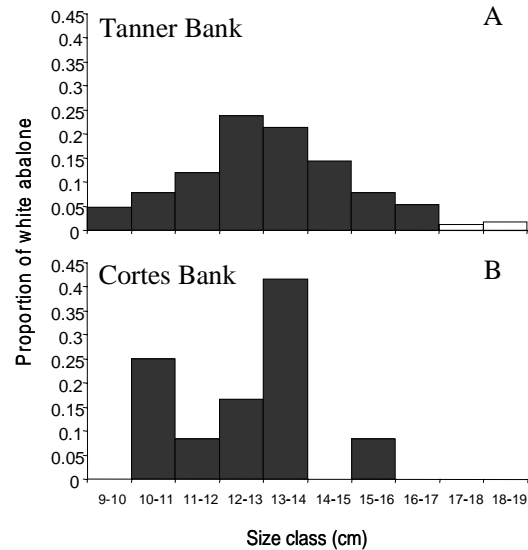 Tanner Bank
A
0.45
0.4
0.35
0.3
0.25
0.2
0.15
0.1
0.05
0
Proportion of white abalone
Cortes Bank
B
0.45
0.4
0.35
0.3
0.25
0.2
0.15
0.1
0.05
0
9-10 10-11 11-12 12-13 13-14 14-15 15-16 16-17 17-18 18-19
Size class (cm)